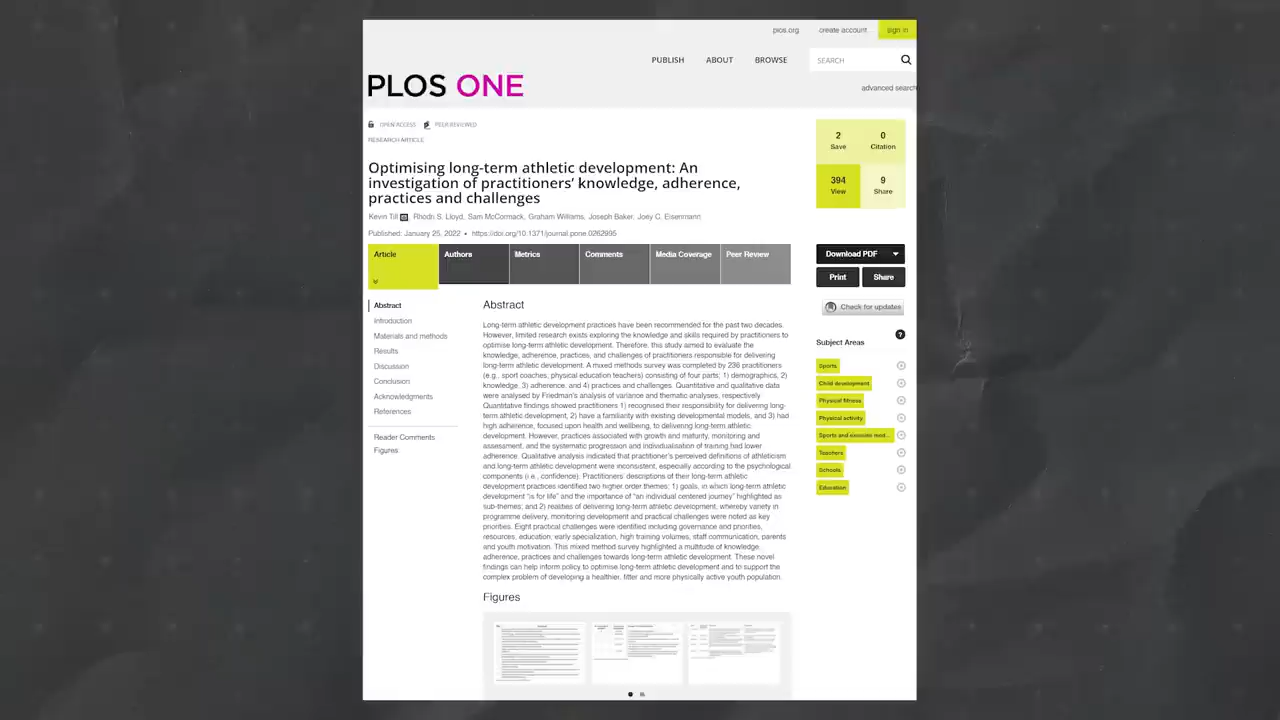 plos.org create account sign in
PUBLISH ABOUT BROWSE SEARCH
advanced search
PLOS ONE
OPEN ACCESS PEER-REVIEWED
RESEARCH ARTICLE
Optimising long-term athletic development: An
investigation of practitioners' knowledge, adherence,
practices and challenges
Kevin Till, Rhodri S. Lloyd, Sam McCormack, Graham Williams, Joseph Baker, Joey C. Eisenmann
Published: January 25, 2022 • https://doi.org/10.1371/journal.pone.0262995
2 Save
0 Citation
394 View
9 Share
Article Authors Metrics Comments Media Coverage Peer Review
Download PDF
Print Share
Check for updates
Abstract
Introduction
Materials and methods
Results
Discussion
Conclusion
Acknowledgments
References
Reader Comments
Figures
Abstract
Long-term athletic development practices have been recommended for the past two decades.
However, limited research exists exploring the knowledge and skills required by practitioners to
optimise long-term athletic development. Therefore, this study aimed to evaluate the
knowledge, adherence, practices, and challenges of practitioners responsible for delivering
long-term athletic development. A mixed methods survey was completed by 236 practitioners
(e.g., sport coaches, physical education teachers) consisting of four parts; 1) demographics, 2)
knowledge, 3) adherence, and 4) practices and challenges. Quantitative and qualitative data
were analysed by Friedman's analysis of variance and thematic analyses, respectively.
Quantitative findings showed practitioners 1) recognised their responsibility for delivering long-
term athletic development, 2) have a familiarity with existing developmental models, and 3) had
high adherence, focused upon health and wellbeing, to delivering long-term athletic
development. However, practices associated with growth and maturity, monitoring and
assessment, and the systematic progression and individualisation of training had lower
adherence. Qualitative analysis indicated that practitioner's perceived definitions of athleticism
and long-term athletic development were inconsistent, especially according to the psychological
components (i.e., confidence). Practitioners' descriptions of their long-term athletic
development practices identified two higher order themes; 1) goals, in which long-term athletic
development "is for life" and the importance of "an individual centered journey" highlighted as
sub-themes; and 2) realities of delivering long-term athletic development, whereby variety in
programme delivery, monitoring development and practical challenges were noted as key
priorities. Eight practical challenges were identified including governance and priorities,
resources, education, early specialization, high training volumes, staff communication, parents
and youth motivation. This mixed method survey highlighted a multitude of knowledge,
adherence, practices and challenges towards long-term athletic development. These novel
findings can help inform policy to optimise long-term athletic development and to support the
complex problem of developing a healthier, fitter and more physically active youth population.
Figures
Subject Areas
?
Sports
Child development
Physical fitness
Physical activity
Sports and exercise med...
Teachers
Schools
Education